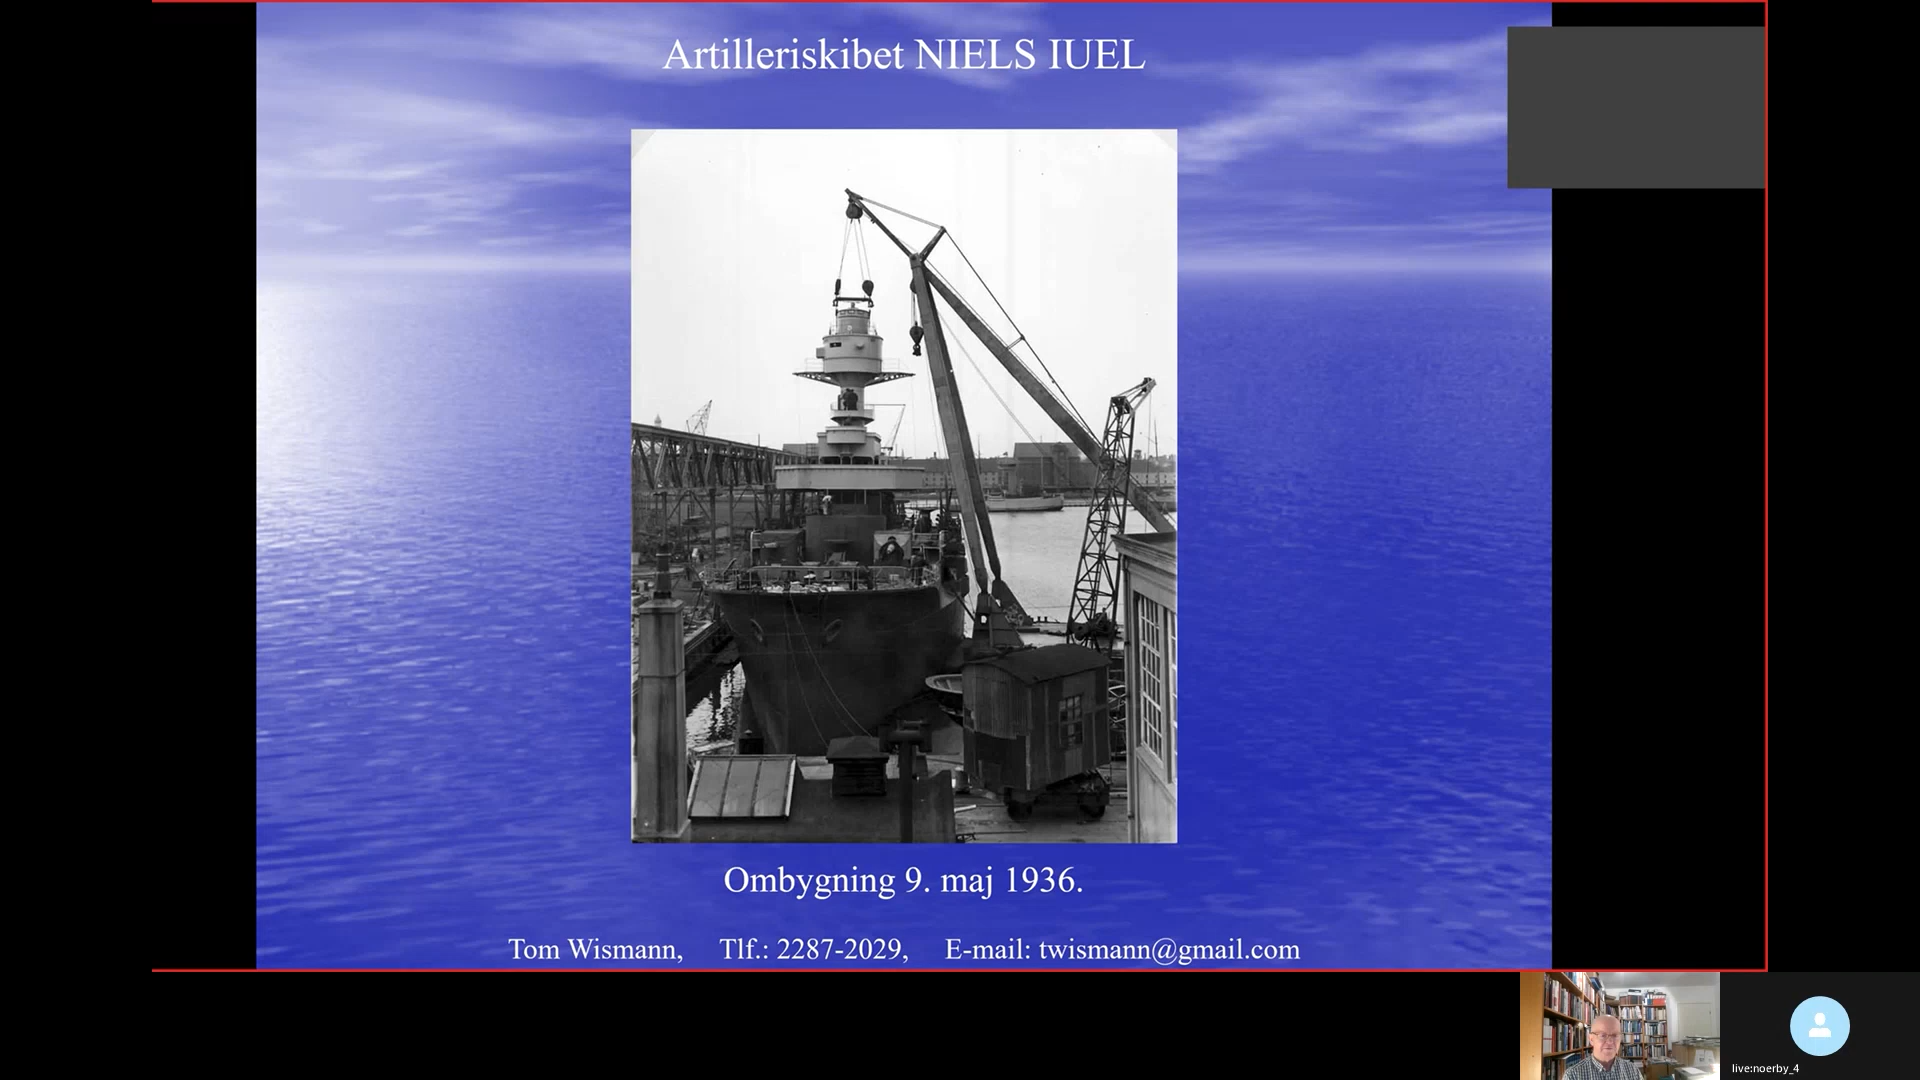 Artilleriskibet NIELS IUEL
Ombygning 9. maj 1936.
Tom Wismann, Tlf.: 2287-2029, E-mail: twismann@gmail.com
live:noerby_4